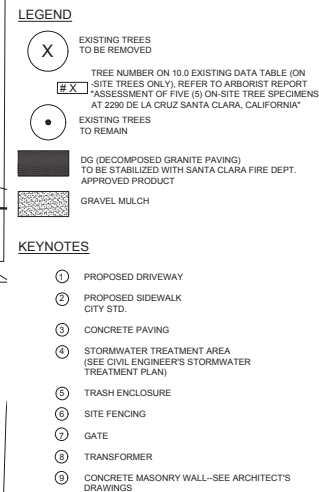 LEGEND
X
EXISTING TREES
TO BE REMOVED
# X
TREE NUMBER ON 10.0 EXISTING DATA TABLE (ON
-SITE TREES ONLY), REFER TO ARBORIST REPORT
"ASSESSMENT OF FIVE (5) ON-SITE TREE SPECIMENS
AT 2290 DE LA CRUZ SANTA CLARA, CALIFORNIA"
EXISTING TREES
TO REMAIN
DG (DECOMPOSED GRANITE PAVING)
TO BE STABILIZED WITH SANTA CLARA FIRE DEPT.
APPROVED PRODUCT
GRAVEL MULCH
KEYNOTES
1 PROPOSED DRIVEWAY
2 PROPOSED SIDEWALK
CITY STD.
3 CONCRETE PAVING
4 STORMWATER TREATMENT AREA
(SEE CIVIL ENGINEER'S STORMWATER
TREATMENT PLAN)
5 TRASH ENCLOSURE
6 SITE FENCING
7 GATE
8 TRANSFORMER
9 CONCRETE MASONRY WALL--SEE ARCHITECT'S
DRAWINGS